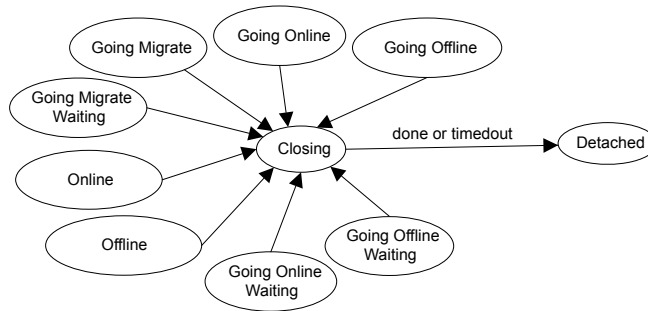 Going Online
Going Migrate
Going Offline
Going Migrate
Waiting
done or timedout
Closing
Detached
Online
Offline
Going Offline
Waiting
Going Online
Waiting